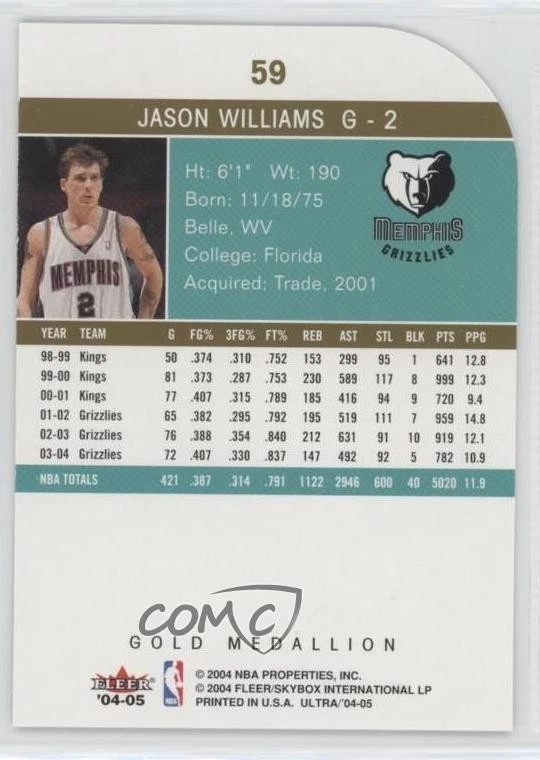 59
JASON WILLIAMS G - 2
Ht: 6'1" Wt: 190
Born: 11/18/75
Belle, WV
College: Florida
Acquired: Trade, 2001
MEMPHIS
GRIZZLIES
MEMPHIS
2
YEAR TEAM G FG% 3FG% FT% REB AST STL BLK PTS PPG
98-99 Kings 50 .374 .310 .752 153 299 95 1 641 12.8
99-00 Kings 81 .373 .287 .753 230 589 117 8 999 12.3
00-01 Kings 77 .407 .315 .789 185 416 94 9 720 9.4
01-02 Grizzlies 65 .382 .295 .792 195 519 111 7 959 14.8
02-03 Grizzlies 76 .388 .354 .840 212 631 91 10 919 12.1
03-04 Grizzlies 72 .407 .330 .837 147 492 92 5 782 10.9
NBA TOTALS 421 .387 .314 .791 1122 2946 600 40 5020 11.9
COMC
GOLD MEDALLION
FLEER
'04-05
NBA
© 2004 NBA PROPERTIES, INC.
© 2004 FLEER/SKYBOX INTERNATIONAL LP
PRINTED IN U.S.A. ULTRA/'04-05